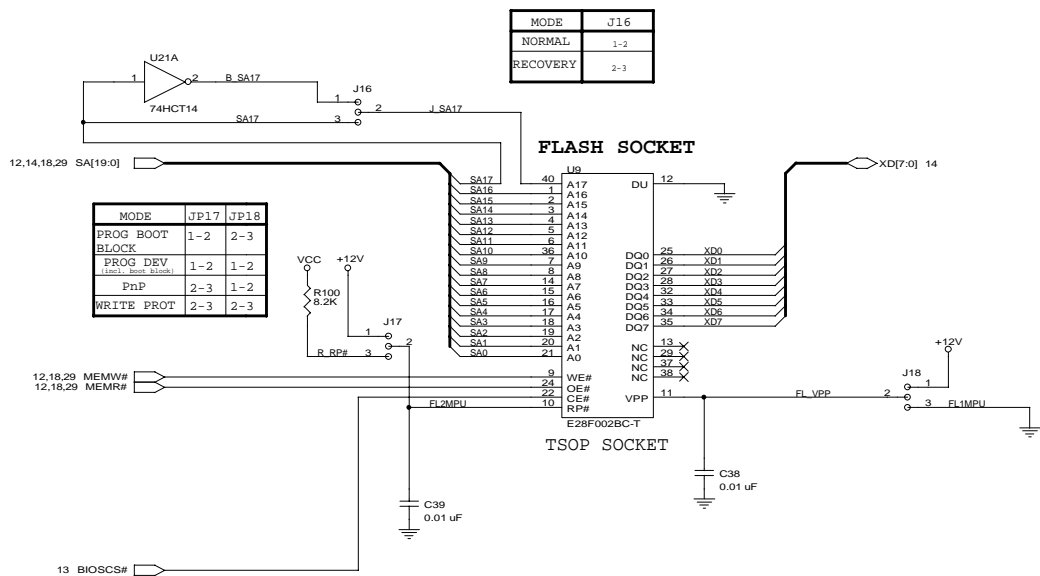 MODE J16
NORMAL 1-2
RECOVERY 2-3
U21A
1 2 B_SA17
74HCT14
J16
1
2 J_SA17
SA17 3
FLASH SOCKET
12,14,18,29 SA[19:0]
XD[7:0] 14
U9
SA17 40 A17
SA16 1 A16
SA15 2 A15
SA14 3 A14
SA13 4 A13
SA12 5 A12
SA11 6 A11
SA10 36 A10
SA9 7 A9
SA8 8 A8
SA7 14 A7
SA6 15 A6
SA5 16 A5
SA4 17 A4
SA3 18 A3
SA2 19 A2
SA1 20 A1
SA0 21 A0
DU 12
DQ0 25 XD0
DQ1 26 XD1
DQ2 27 XD2
DQ3 28 XD3
DQ4 32 XD4
DQ5 33 XD5
DQ6 34 XD6
DQ7 35 XD7
NC 13
NC 29
NC 37
NC 38
MODE JP17 JP18
PROG BOOT BLOCK 1-2 2-3
PROG DEV 1-2 1-2
(incl. boot block)
PnP 2-3 1-2
WRITE PROT 2-3 2-3
VCC +12V
R100
8.2K
J17
1
2
R_RP# 3
12,18,29 MEMW#
12,18,29 MEMR#
9 WE#
24 OE#
22 CE#
FL2MPU 10 RP#
VPP 11 FL_VPP
E28F002BC-T
TSOP SOCKET
+12V
J18
1
2
3 FL1MPU
C38
0.01 uF
C39
0.01 uF
13 BIOSCS#